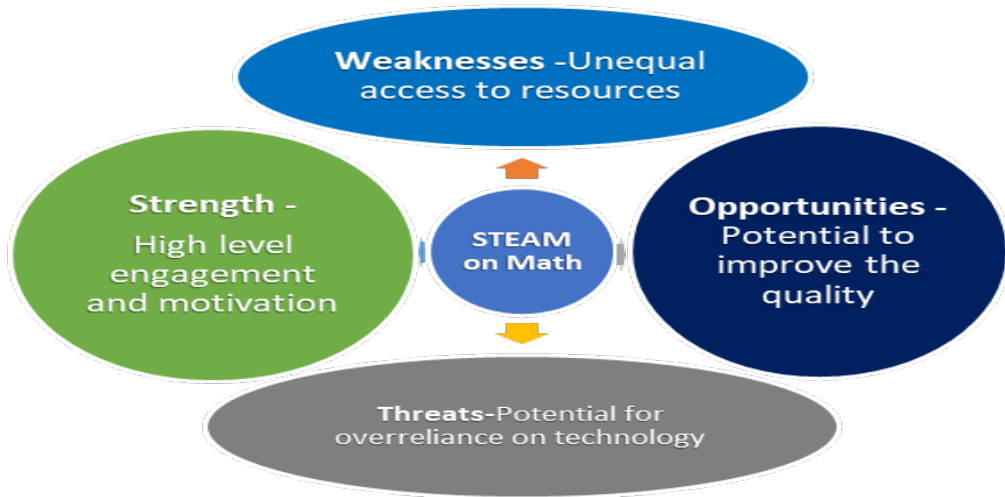 Weaknesses -Unequal
access to resources
Strength -
High level
engagement
and motivation
STEAM
on Math
Opportunities -
Potential to
improve the
quality
Threats-Potential for
overreliance on technology